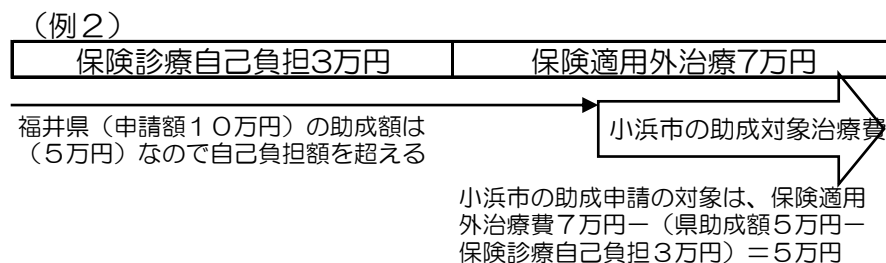 （例２）
保険診療自己負担3万円
保険適用外治療7万円
福井県（申請額１０万円）の助成額は
（５万円）なので自己負担額を超える
小浜市の助成対象治療費
小浜市の助成申請の対象は、保険適用
外治療費７万円－（県助成額５万円－
保険診療自己負担３万円）＝５万円